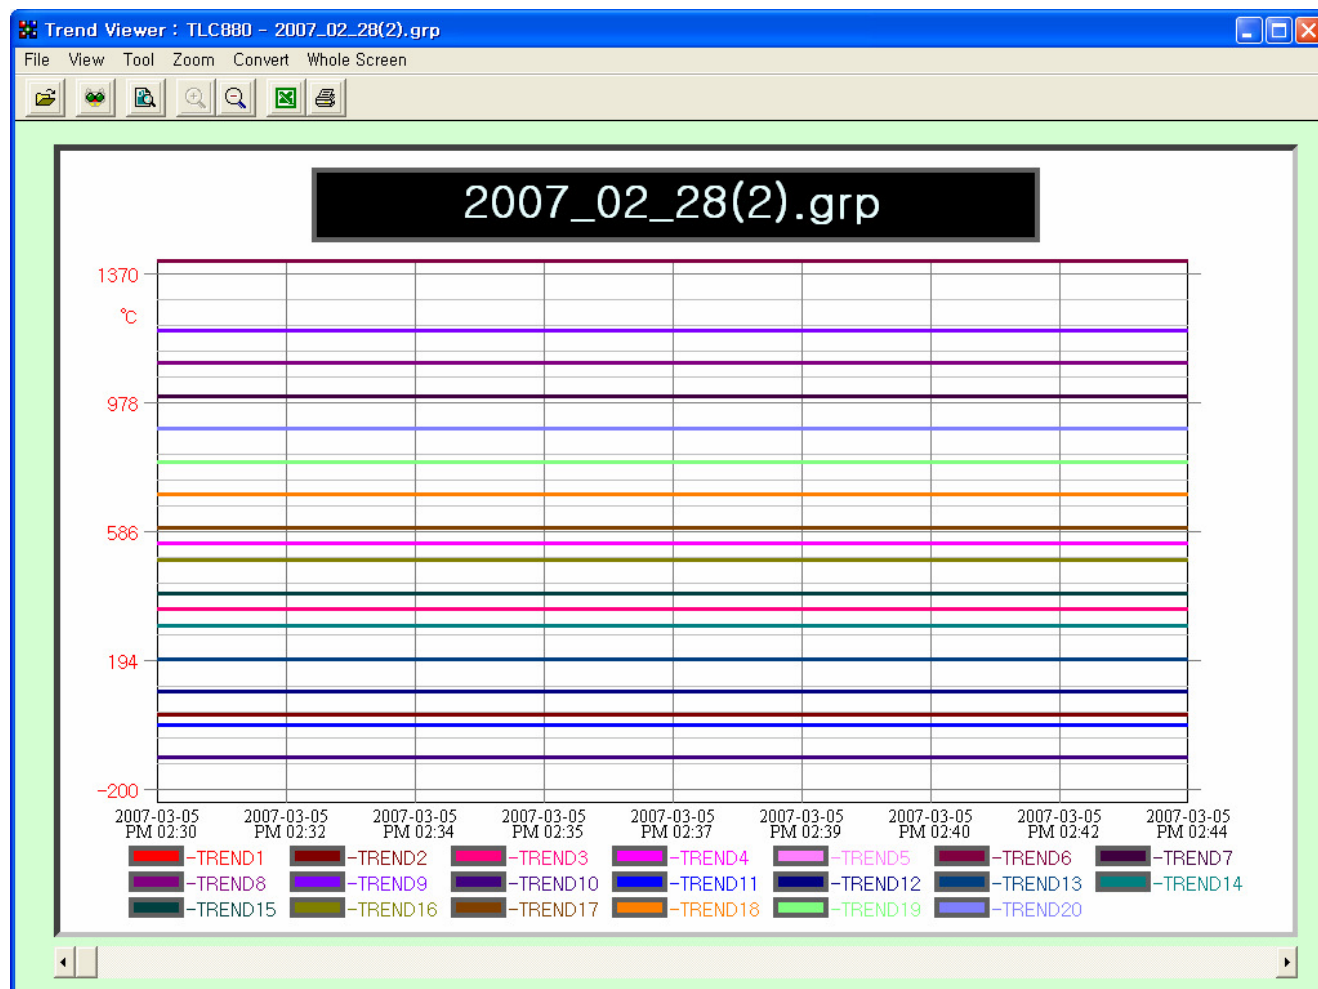 Trend Viewer : TLC880 - 2007_02_28(2).grp
File View Tool Zoom Convert Whole Screen
2007_02_28(2).grp
1370
℃
978
586
194
-200
2007-03-05 2007-03-05 2007-03-05 2007-03-05 2007-03-05 2007-03-05 2007-03-05 2007-03-05 2007-03-05
PM 02:30 PM 02:32 PM 02:34 PM 02:35 PM 02:37 PM 02:39 PM 02:40 PM 02:42 PM 02:44
-TREND1 -TREND2 -TREND3 -TREND4 -TREND5 -TREND6 -TREND7
-TREND8 -TREND9 -TREND10 -TREND11 -TREND12 -TREND13 -TREND14
-TREND15 -TREND16 -TREND17 -TREND18 -TREND19 -TREND20